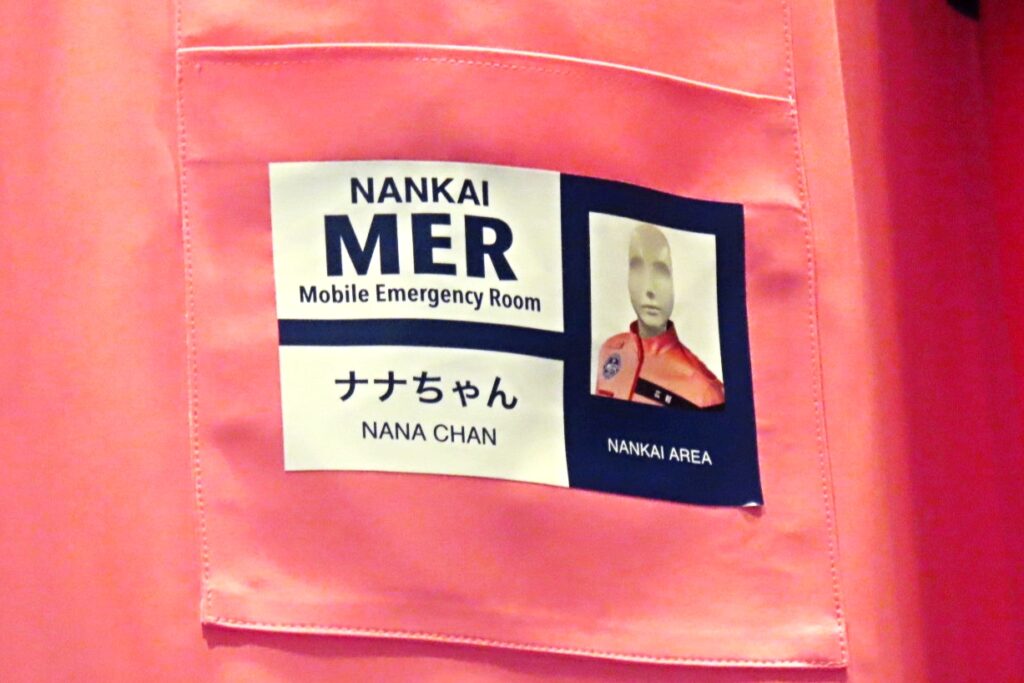 NANKAI
MER
Mobile Emergency Room
ナナちゃん
NANA CHAN
NANKAI AREA